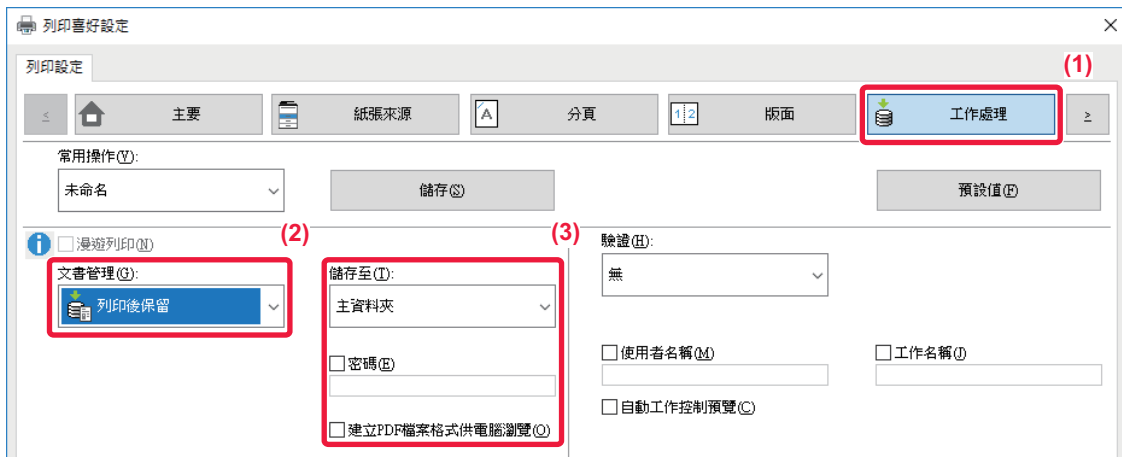 列印喜好設定
列印設定
(1)
≤ 主要 紙張來源 A 分頁 1 2 版面 工作處理 ≥
常用操作(V):
未命名 儲存(S) 預設值(F)
(2) (3)
漫遊列印(N) 驗證(H):
文書管理(G): 儲存至(T): 無
列印後保留 主資料夾
密碼(E) 使用者名稱(M) 工作名稱(J)
自動工作控制預覽(C)
建立PDF檔案格式供電腦瀏覽(O)